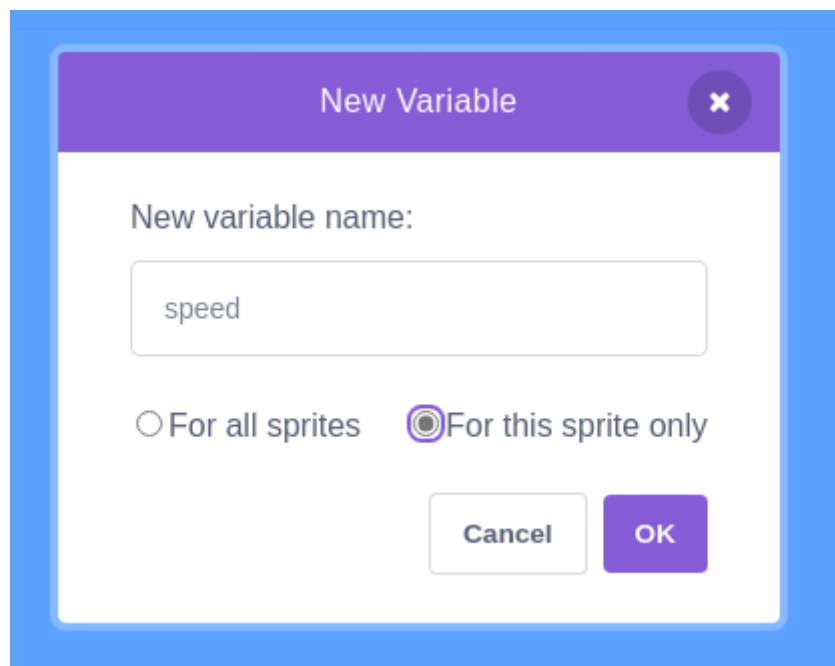 New Variable
New variable name:
speed
For all sprites For this sprite only
Cancel OK